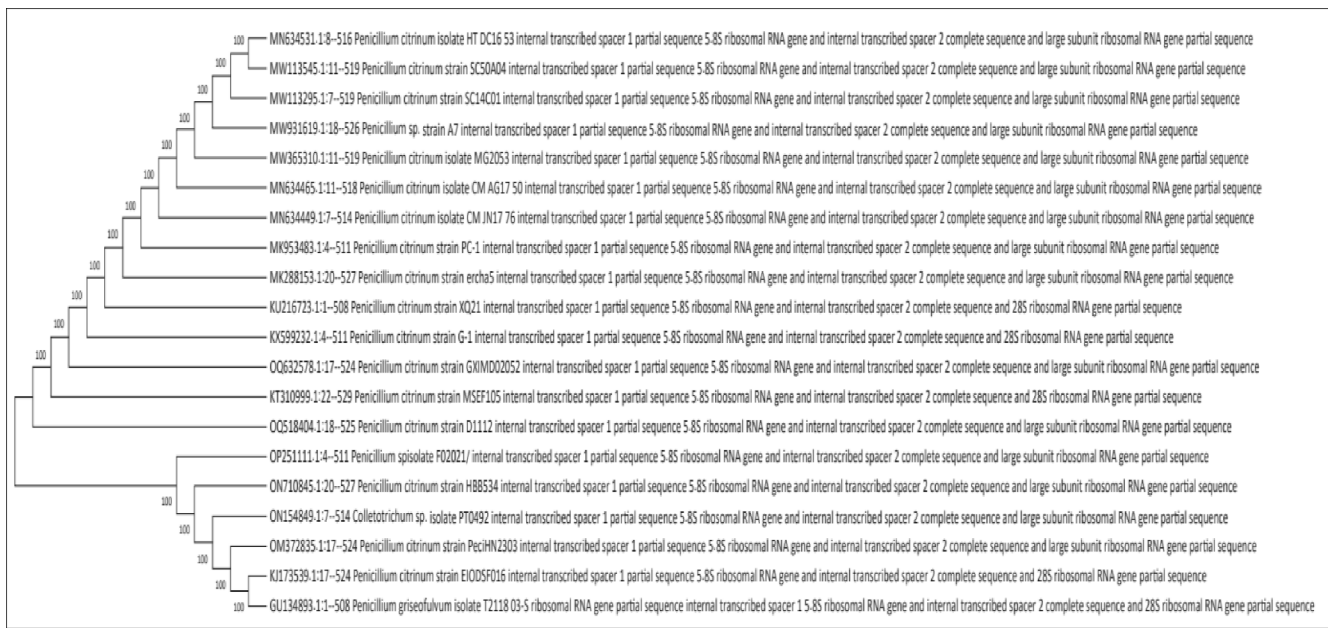 100 MN634531.1:8--516 Penicillium citrinum isolate HT DC16 53 internal transcribed spacer 1 partial sequence 5-8S ribosomal RNA gene and internal transcribed spacer 2 complete sequence and large subunit ribosomal RNA gene partial sequence
100 MW113545.1:11--519 Penicillium citrinum strain SC50A04 internal transcribed spacer 1 partial sequence 5-8S ribosomal RNA gene and internal transcribed spacer 2 complete sequence and large subunit ribosomal RNA gene partial sequence
100 MW113295.1:7--519 Penicillium citrinum strain SC14C01 internal transcribed spacer 1 partial sequence 5-8S ribosomal RNA gene and internal transcribed spacer 2 complete sequence and large subunit ribosomal RNA gene partial sequence
100 MW931619.1:18--526 Penicillium sp. strain A7 internal transcribed spacer 1 partial sequence 5-8S ribosomal RNA gene and internal transcribed spacer 2 complete sequence and large subunit ribosomal RNA gene partial sequence
100 MW365310.1:11--519 Penicillium citrinum isolate MG2053 internal transcribed spacer 1 partial sequence 5-8S ribosomal RNA gene and internal transcribed spacer 2 complete sequence and large subunit ribosomal RNA gene partial sequence
100 MN634465.1:11--518 Penicillium citrinum isolate CM AG17 50 internal transcribed spacer 1 partial sequence 5-8S ribosomal RNA gene and internal transcribed spacer 2 complete sequence and large subunit ribosomal RNA gene partial sequence
100 MN634449.1:7--514 Penicillium citrinum isolate CM JN17 76 internal transcribed spacer 1 partial sequence 5-8S ribosomal RNA gene and internal transcribed spacer 2 complete sequence and large subunit ribosomal RNA gene partial sequence
100 MK953483.1:4--511 Penicillium citrinum strain PC-1 internal transcribed spacer 1 partial sequence 5-8S ribosomal RNA gene and internal transcribed spacer 2 complete sequence and large subunit ribosomal RNA gene partial sequence
100 MK288153.1:20--527 Penicillium citrinum strain ercha5 internal transcribed spacer 1 partial sequence 5-8S ribosomal RNA gene and internal transcribed spacer 2 complete sequence and large subunit ribosomal RNA gene partial sequence
100 KU216723.1:1--508 Penicillium citrinum strain XQ21 internal transcribed spacer 1 partial sequence 5-8S ribosomal RNA gene and internal transcribed spacer 2 complete sequence and 28S ribosomal RNA gene partial sequence
100 KX599232.1:4--511 Penicillium citrinum strain G-1 internal transcribed spacer 1 partial sequence 5-8S ribosomal RNA gene and internal transcribed spacer 2 complete sequence and 28S ribosomal RNA gene partial sequence
100 OQ632578.1:17--524 Penicillium citrinum strain GXIMD02052 internal transcribed spacer 1 partial sequence 5-8S ribosomal RNA gene and internal transcribed spacer 2 complete sequence and large subunit ribosomal RNA gene partial sequence
KT310999.1:22--529 Penicillium citrinum strain MSEF105 internal transcribed spacer 1 partial sequence 5-8S ribosomal RNA gene and internal transcribed spacer 2 complete sequence and 28S ribosomal RNA gene partial sequence
OQ518404.1:18--525 Penicillium citrinum strain D1112 internal transcribed spacer 1 partial sequence 5-8S ribosomal RNA gene and internal transcribed spacer 2 complete sequence and large subunit ribosomal RNA gene partial sequence
OP251111.1:4--511 Penicillium spisolate F02021/ internal transcribed spacer 1 partial sequence 5-8S ribosomal RNA gene and internal transcribed spacer 2 complete sequence and large subunit ribosomal RNA gene partial sequence
100 ON710845.1:20--527 Penicillium citrinum strain HBB534 internal transcribed spacer 1 partial sequence 5-8S ribosomal RNA gene and internal transcribed spacer 2 complete sequence and large subunit ribosomal RNA gene partial sequence
100 ON154849.1:7--514 Colletotrichum sp. isolate PT0492 internal transcribed spacer 1 partial sequence 5-8S ribosomal RNA gene and internal transcribed spacer 2 complete sequence and large subunit ribosomal RNA gene partial sequence
100 OM372835.1:17--524 Penicillium citrinum strain PeciHN2303 internal transcribed spacer 1 partial sequence 5-8S ribosomal RNA gene and internal transcribed spacer 2 complete sequence and large subunit ribosomal RNA gene partial sequence
100 KJ173539.1:17--524 Penicillium citrinum strain EIODSF016 internal transcribed spacer 1 partial sequence 5-8S ribosomal RNA gene and internal transcribed spacer 2 complete sequence and 28S ribosomal RNA gene partial sequence
100 GU134893.1:1--508 Penicillium griseofulvum isolate T2118 03-S ribosomal RNA gene partial sequence internal transcribed spacer 1 5-8S ribosomal RNA gene and internal transcribed spacer 2 complete sequence and 28S ribosomal RNA gene partial sequence